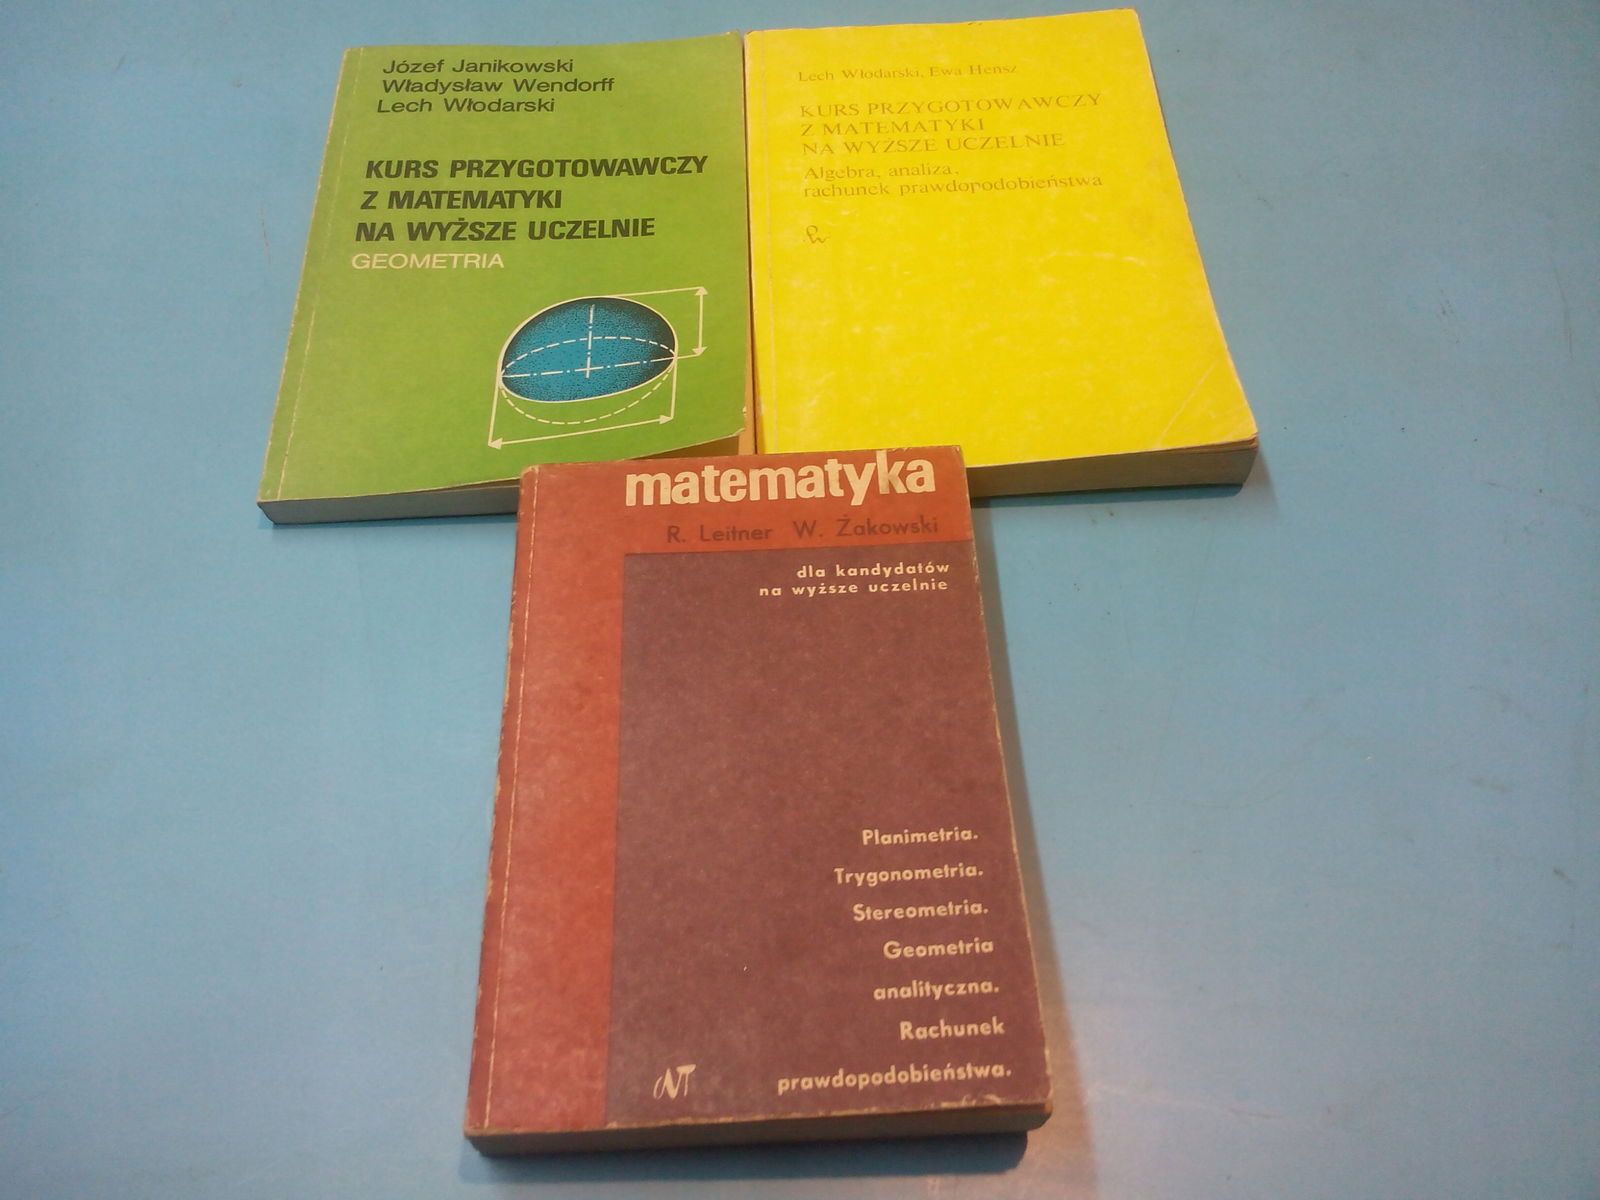 Józef Janikowski
Władysław Wendorff
Lech Włodarski
KURS PRZYGOTOWAWCZY
Z MATEMATYKI
NA WYŻSZE UCZELNIE
GEOMETRIA
Lech Włodarski, Ewa Hensz
KURS PRZYGOTOWAWCZY
Z MATEMATYKI
NA WYŻSZE UCZELNIE
Algebra, analiza,
rachunek prawdopodobieństwa
matematyka
R. Leitner W. Żakowski
dla kandydatów
na wyższe uczelnie
Planimetria.
Trygonometria.
Stereometria.
Geometria
analityczna.
Rachunek
prawdopodobieństwa.